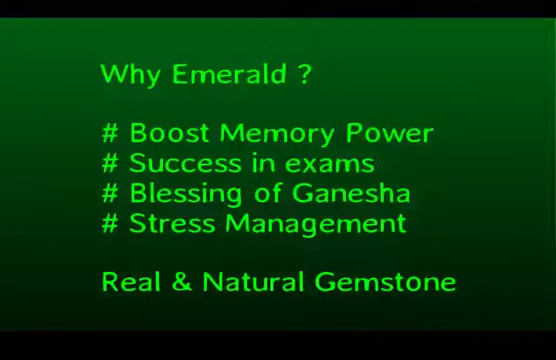 Why Emerald ?
# Boost Memory Power
# Success in exams
# Blessing of Ganesha
# Stress Management
Real & Natural Gemstone